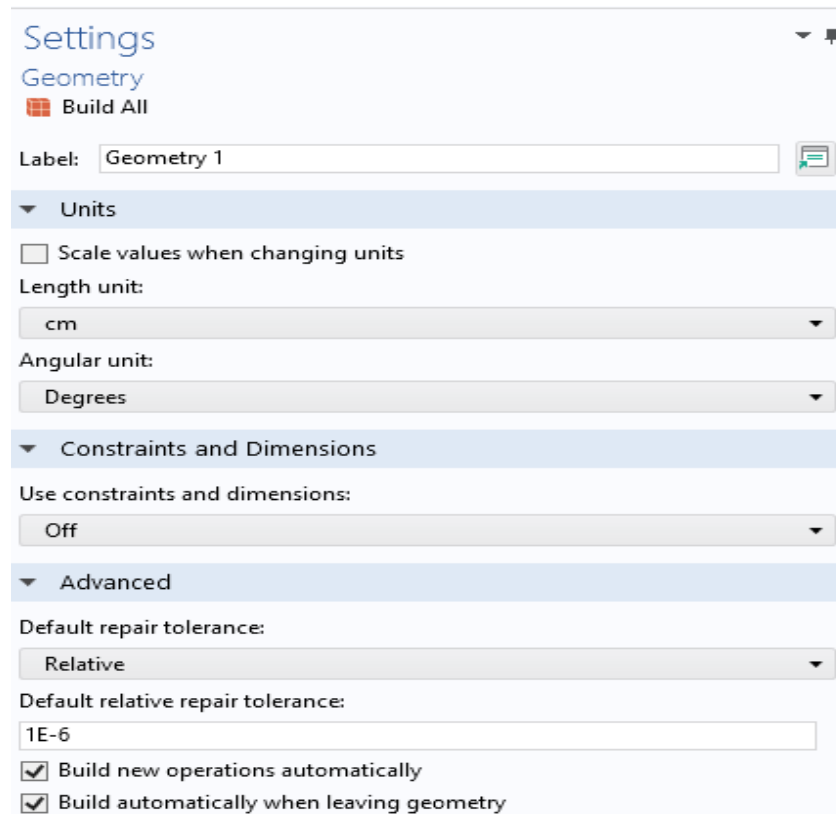 Settings
Geometry
Build All
Label: Geometry 1
Units
Scale values when changing units
Length unit:
cm
Angular unit:
Degrees
Constraints and Dimensions
Use constraints and dimensions:
Off
Advanced
Default repair tolerance:
Relative
Default relative repair tolerance:
1E-6
Build new operations automatically
Build automatically when leaving geometry